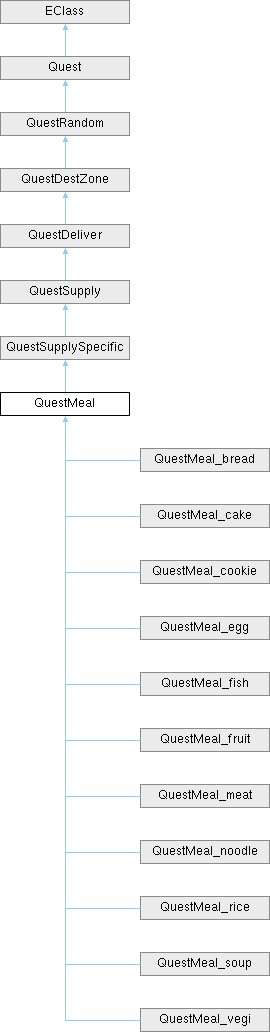 EClass
Quest
QuestRandom
QuestDestZone
QuestDeliver
QuestSupply
QuestSupplySpecific
QuestMeal
QuestMeal_bread
QuestMeal_cake
QuestMeal_cookie
QuestMeal_egg
QuestMeal_fish
QuestMeal_fruit
QuestMeal_meat
QuestMeal_noodle
QuestMeal_rice
QuestMeal_soup
QuestMeal_vegi